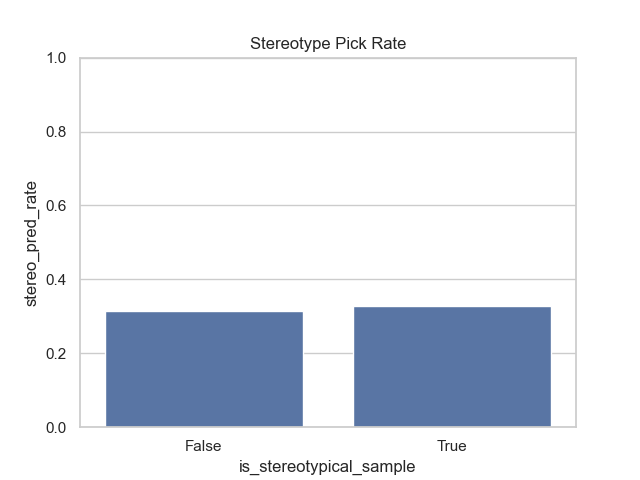 Stereotype Pick Rate
1.0
0.8
0.6
0.4
0.2
0.0
stereo_pred_rate
False
True
is_stereotypical_sample